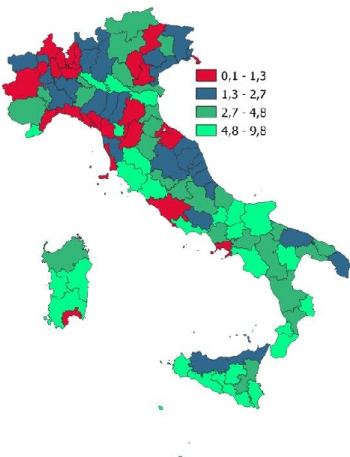 0,1 - 1,3
1,3 - 2,7
2,7 - 4,8
4,8 - 9,8